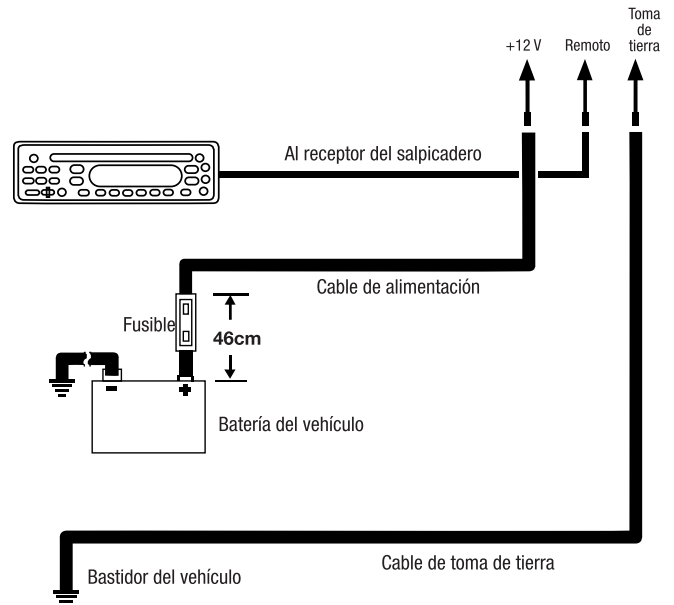 Toma
de
tierra
+12 V
Remoto
Al receptor del salpicadero
Cable de alimentación
Fusible
46cm
Batería del vehículo
Cable de toma de tierra
Bastidor del vehículo